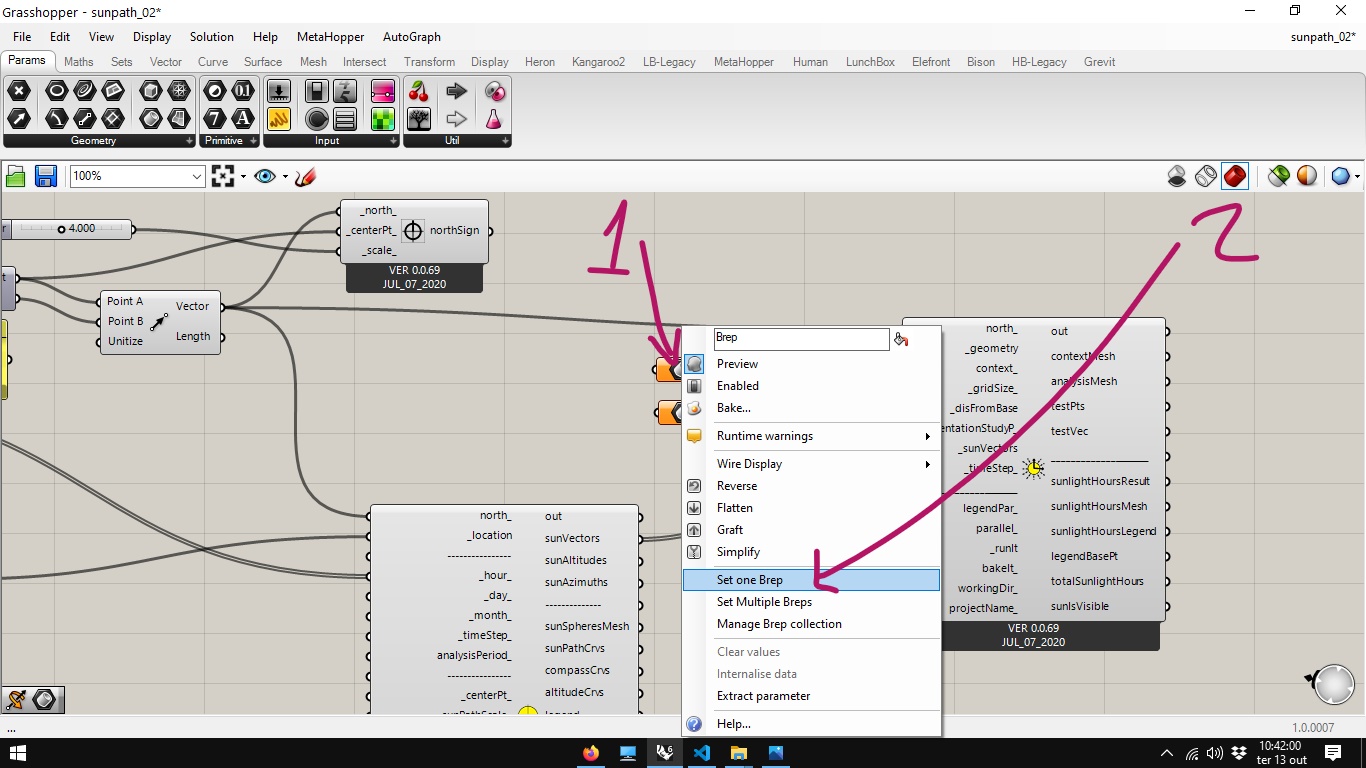 Grasshopper - sunpath_02*
File Edit View Display Solution Help MetaHopper AutoGraph sunpath_02*
Params Maths Sets Vector Curve Surface Mesh Intersect Transform Display Heron Kangaroo2 LB-Legacy MetaHopper Human LunchBox Elefront Bison HB-Legacy Grevit
0.1
7 A
Geometry Primitive Input Util
100%
1
2
r 4.000
_north_
_centerPt_ northSign
_scale_
VER 0.0.69
JUL_07_2020
t
Point A Vector
Point B
Unitize Length
Brep
Preview
Enabled
Bake...
Runtime warnings
Wire Display
Reverse
Flatten
Graft
Simplify
Set one Brep
Set Multiple Breps
Manage Brep collection
Clear values
Internalise data
Extract parameter
Help...
north_
_geometry
context_
_gridSize_
_disFromBase
entationStudyP_
_sunVectors
_timeStep_
legendPar_
parallel_
_runIt
bakeIt_
workingDir_
projectName_
out
contextMesh
analysisMesh
testPts
testVec
sunlightHoursResult
sunlightHoursMesh
sunlightHoursLegend
legendBasePt
totalSunlightHours
sunIsVisible
VER 0.0.69
JUL_07_2020
north_
_location
----------------
_hour_
_day_
_month_
_timeStep_
analysisPeriod_
----------------
_centerPt_
_sunPathScale_
out
sunVectors
sunAltitudes
sunAzimuths
--------------
sunSpheresMesh
sunPathCrvs
compassCrvs
altitudeCrvs
legend
... 1.0.0007
6
10:42:00
ter 13 out